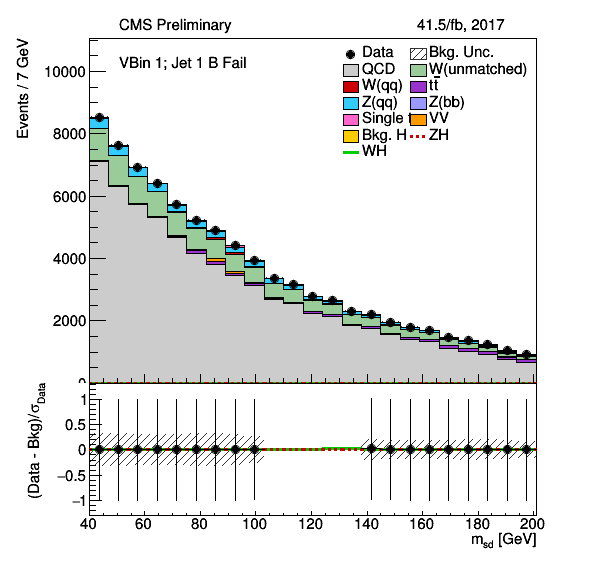 CMS Preliminary 41.5/fb, 2017
VBin 1; Jet 1 B Fail
Data Bkg. Unc.
QCD W(unmatched)
W(qq) tt̄
Z(qq) Z(bb)
Single VV
Bkg. H ZH
WH
Events / 7 GeV
10000
8000
6000
4000
2000
0
(Data - Bkg)/σData
1
0.5
0
−0.5
−1
40 60 80 100 120 140 160 180 200
msd [GeV]